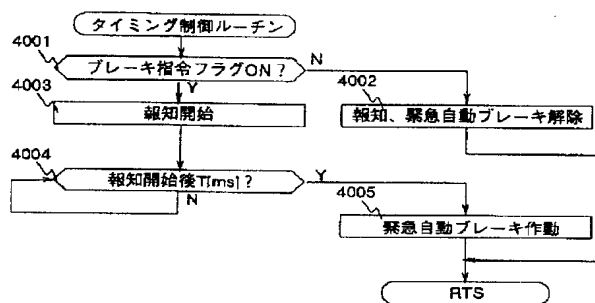 タイミング制御ルーチン
4001
ブレーキ指令フラグON?
N
Y
4002
4003
報知開始
報知、緊急自動ブレーキ解除
4004
報知開始後T[ms]?
Y
N
4005
緊急自動ブレーキ作動
RTS